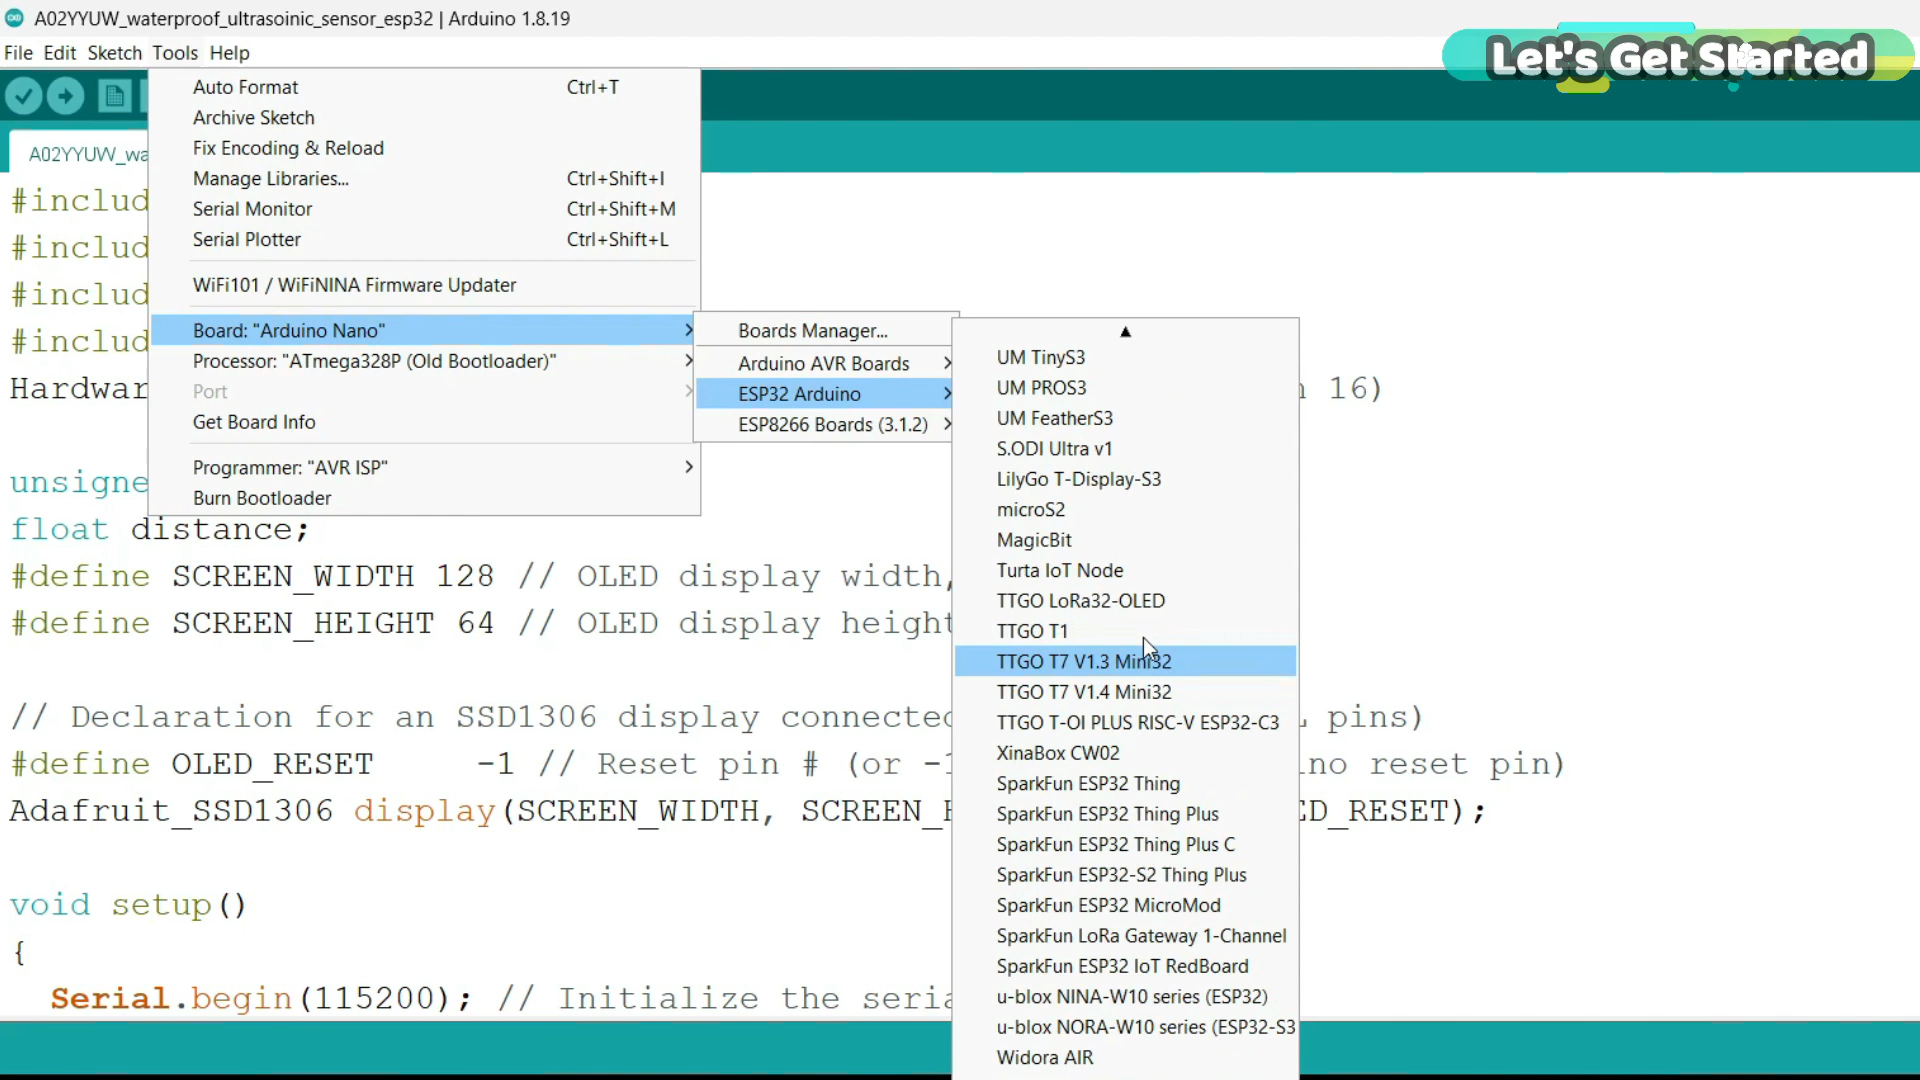 A02YYUW_waterproof_ultrasoinic_sensor_esp32 | Arduino 1.8.19
File Edit Sketch Tools Help
Let's Get Started
A02YYUW_wa
Auto Format Ctrl+T
Archive Sketch
Fix Encoding & Reload
Manage Libraries... Ctrl+Shift+I
Serial Monitor Ctrl+Shift+M
Serial Plotter Ctrl+Shift+L
WiFi101 / WiFiNINA Firmware Updater
Board: "Arduino Nano"
Processor: "ATmega328P (Old Bootloader)"
Port
Get Board Info
Programmer: "AVR ISP"
Burn Bootloader
Boards Manager...
Arduino AVR Boards
ESP32 Arduino
ESP8266 Boards (3.1.2)
UM TinyS3
UM PROS3
UM FeatherS3
S.ODI Ultra v1
LilyGo T-Display-S3
microS2
MagicBit
Turta IoT Node
TTGO LoRa32-OLED
TTGO T1
TTGO T7 V1.3 Mini32
TTGO T7 V1.4 Mini32
TTGO T-OI PLUS RISC-V ESP32-C3
XinaBox CW02
SparkFun ESP32 Thing
SparkFun ESP32 Thing Plus
SparkFun ESP32 Thing Plus C
SparkFun ESP32-S2 Thing Plus
SparkFun ESP32 MicroMod
SparkFun LoRa Gateway 1-Channel
SparkFun ESP32 IoT RedBoard
u-blox NINA-W10 series (ESP32)
u-blox NORA-W10 series (ESP32-S3
Widora AIR
#includ
#includ
#includ
#includ
Hardwar 16)
unsigne
float distance;
#define SCREEN_WIDTH 128 // OLED display width,
#define SCREEN_HEIGHT 64 // OLED display height
// Declaration for an SSD1306 display connected pins)
#define OLED_RESET -1 // Reset pin # (or -1 no reset pin)
Adafruit_SSD1306 display(SCREEN_WIDTH, SCREEN_H ED_RESET);
void setup()
{
Serial.begin(115200); // Initialize the seria